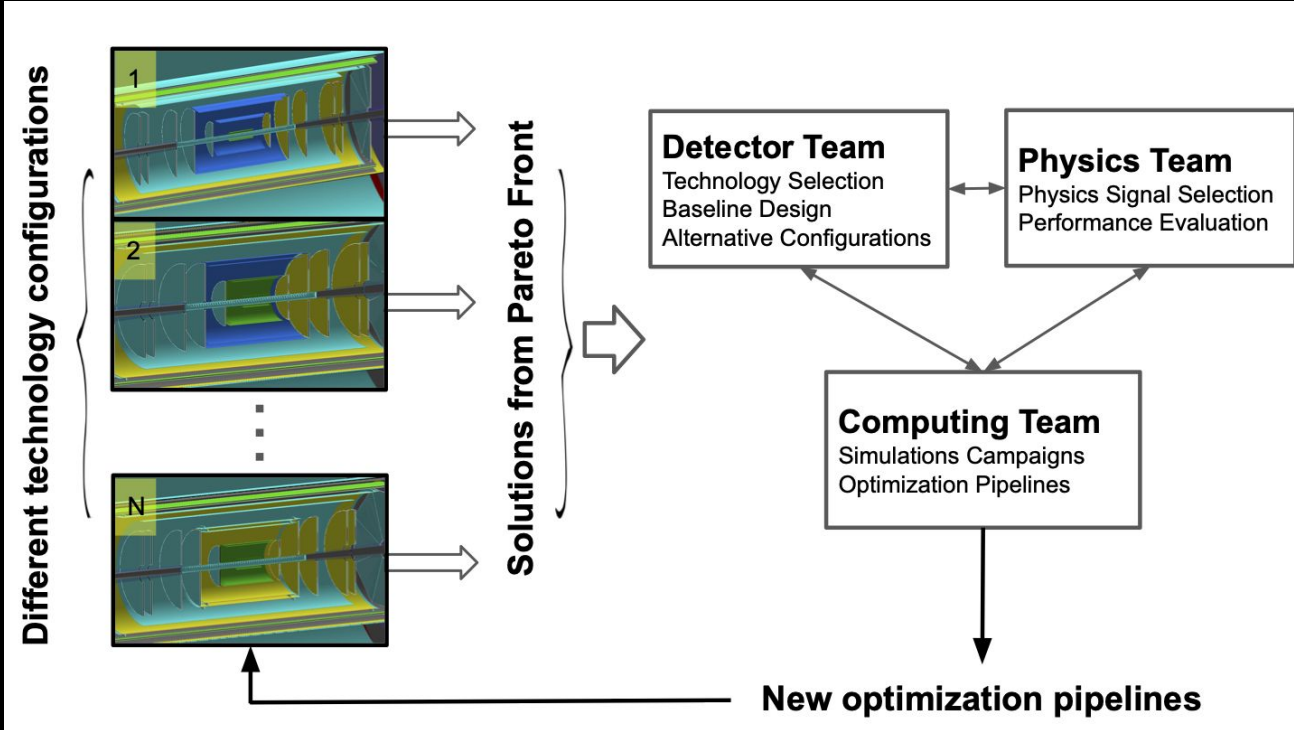 Different technology configurations
1
2
N
Solutions from Pareto Front
Detector Team
Technology Selection
Baseline Design
Alternative Configurations
Physics Team
Physics Signal Selection
Performance Evaluation
Computing Team
Simulations Campaigns
Optimization Pipelines
New optimization pipelines